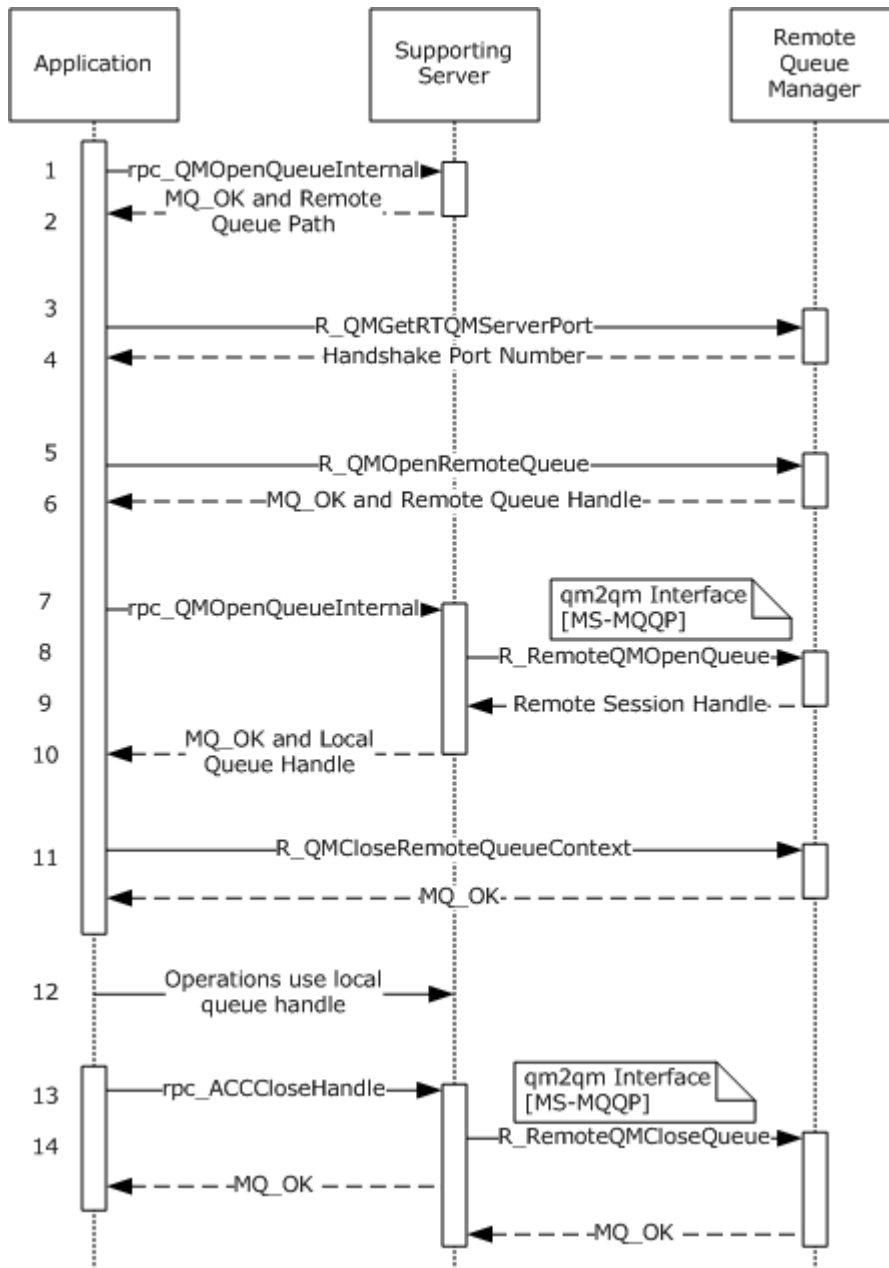 Application
Supporting
Server
Remote
Queue
Manager
1
rpc_QMOpenQueueInternal
MQ_OK and Remote
Queue Path
2
3
R_QMGetRTQMServerPort
Handshake Port Number
4
5
R_QMOpenRemoteQueue
MQ_OK and Remote Queue Handle
6
7
rpc_QMOpenQueueInternal
qm2qm Interface
[MS-MQQP]
8
R_RemoteQMOpenQueue
9
Remote Session Handle
MQ_OK and Local
Queue Handle
10
R_QMCloseRemoteQueueContext
11
MQ_OK
12
Operations use local
queue handle
13
rpc_ACCCloseHandle
qm2qm Interface
[MS-MQQP]
14
R_RemoteQMCloseQueue
MQ_OK
MQ_OK